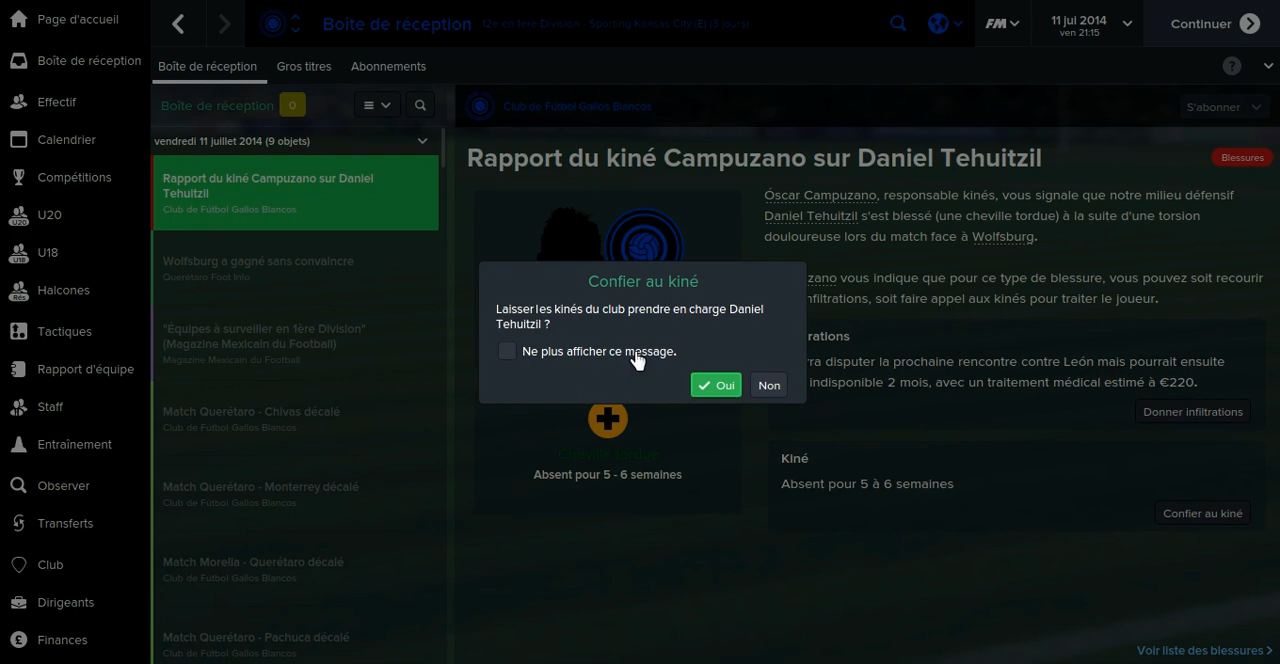 Page d'accueil
Boîte de réception
Effectif
Calendrier
Compétitions
U20
U18
Halcones
Tactiques
Rapport d'équipe
Staff
Entraînement
Observer
Transferts
Club
Dirigeants
Finances
Boîte de réception
12e en 1ère Division - Sporting Kansas City (E) (3 jours)
FM
11 jui 2014
ven 21:15
Continuer
Boîte de réception
Gros titres
Abonnements
?
Boîte de réception 0
vendredi 11 juillet 2014 (9 objets)
Rapport du kiné Campuzano sur Daniel
Tehuitzil
Club de Fútbol Gallos Blancos
Wolfsburg a gagné sans convaincre
Querétaro Foot Info
"Équipes à surveiller en 1ère Division"
(Magazine Mexicain du Football)
Magazine Mexicain du Football
Match Querétaro - Chivas décalé
Club de Fútbol Gallos Blancos
Match Querétaro - Monterrey décalé
Club de Fútbol Gallos Blancos
Match Morelia - Querétaro décalé
Club de Fútbol Gallos Blancos
Match Querétaro - Pachuca décalé
Club de Fútbol Gallos Blancos
Club de Fútbol Gallos Blancos
S'abonner
Rapport du kiné Campuzano sur Daniel Tehuitzil
Blessures
Óscar Campuzano, responsable kinés, vous signale que notre milieu défensif
Daniel Tehuitzil s'est blessé (une cheville tordue) à la suite d'une torsion
douloureuse lors du match face à Wolfsburg.
zano vous indique que pour ce type de blessure, vous pouvez soit recourir
nfiltrations, soit faire appel aux kinés pour traiter le joueur.
rations
rra disputer la prochaine rencontre contre León mais pourrait ensuite
indisponible 2 mois, avec un traitement médical estimé à €220.
Donner infiltrations
Kiné
Absent pour 5 à 6 semaines
Confier au kiné
Cheville tordue
Absent pour 5 - 6 semaines
Voir liste des blessures
Confier au kiné
Laisser les kinés du club prendre en charge Daniel
Tehuitzil ?
Ne plus afficher ce message.
Oui
Non